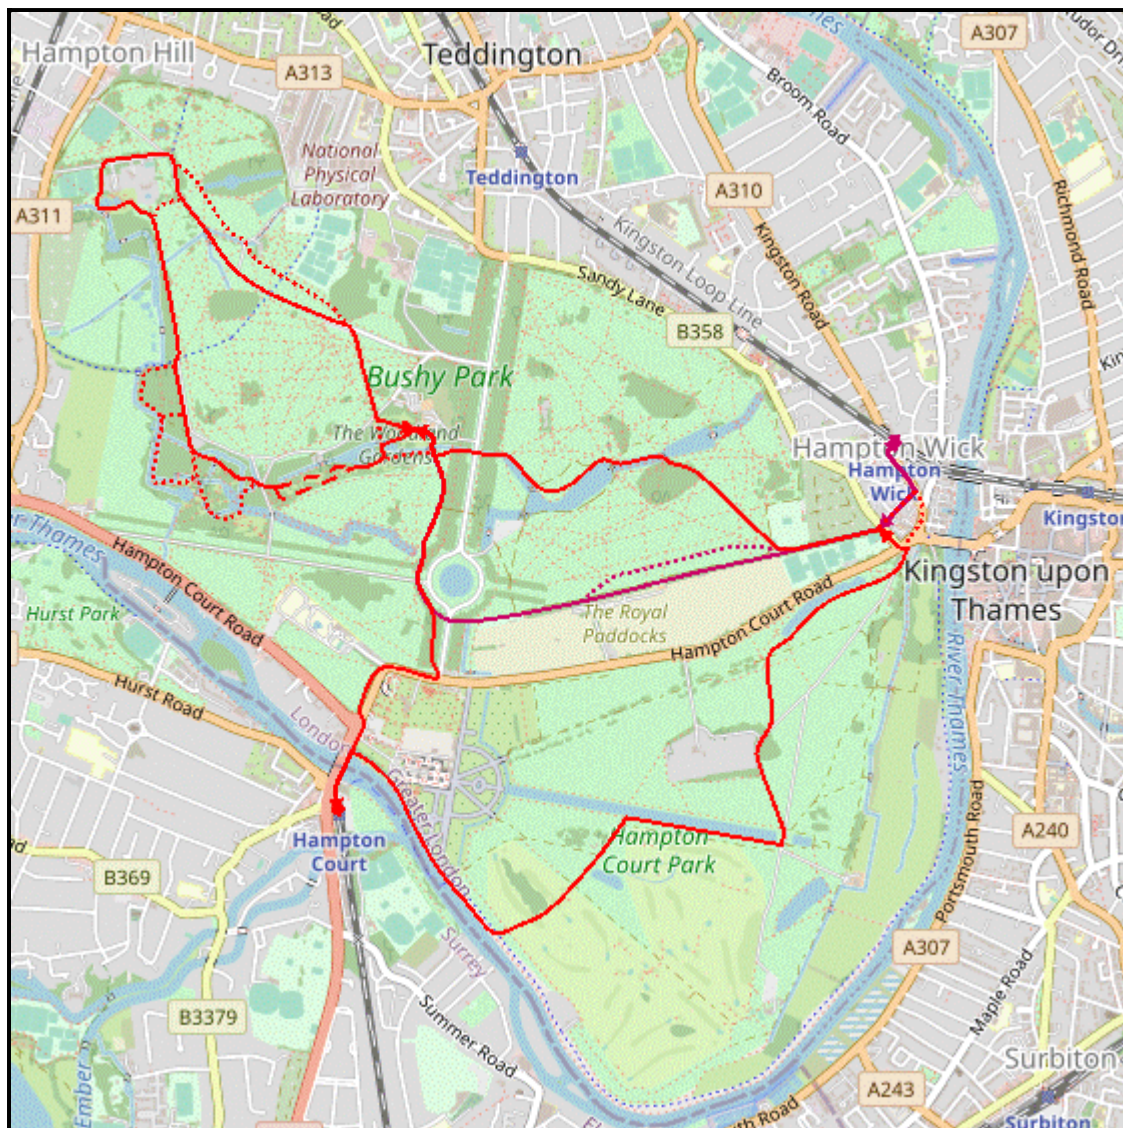 Hampton Hill
Teddington
A307
A313
Broom Road
National
Physical
Laboratory
Teddington
A310
Richmond Road
A311
Kingston Loop Line
Kingston Road
Sandy Lane
B358
Bushy Park
The Woodland
Gardens
Hampton Wick
Hampton
Wick
Kingston
Hampton Court Road
Kingston upon
Thames
Hurst Park
The Royal
Paddocks
Hampton Court Road
River Thames
Hurst Road
London
Greater London
Portsmouth Road
Hampton
Court
Hampton
Court Park
A240
B369
Surrey
A307
Maple Road
B3379
Summer Road
Surbiton
A243
Ember
Surbiton